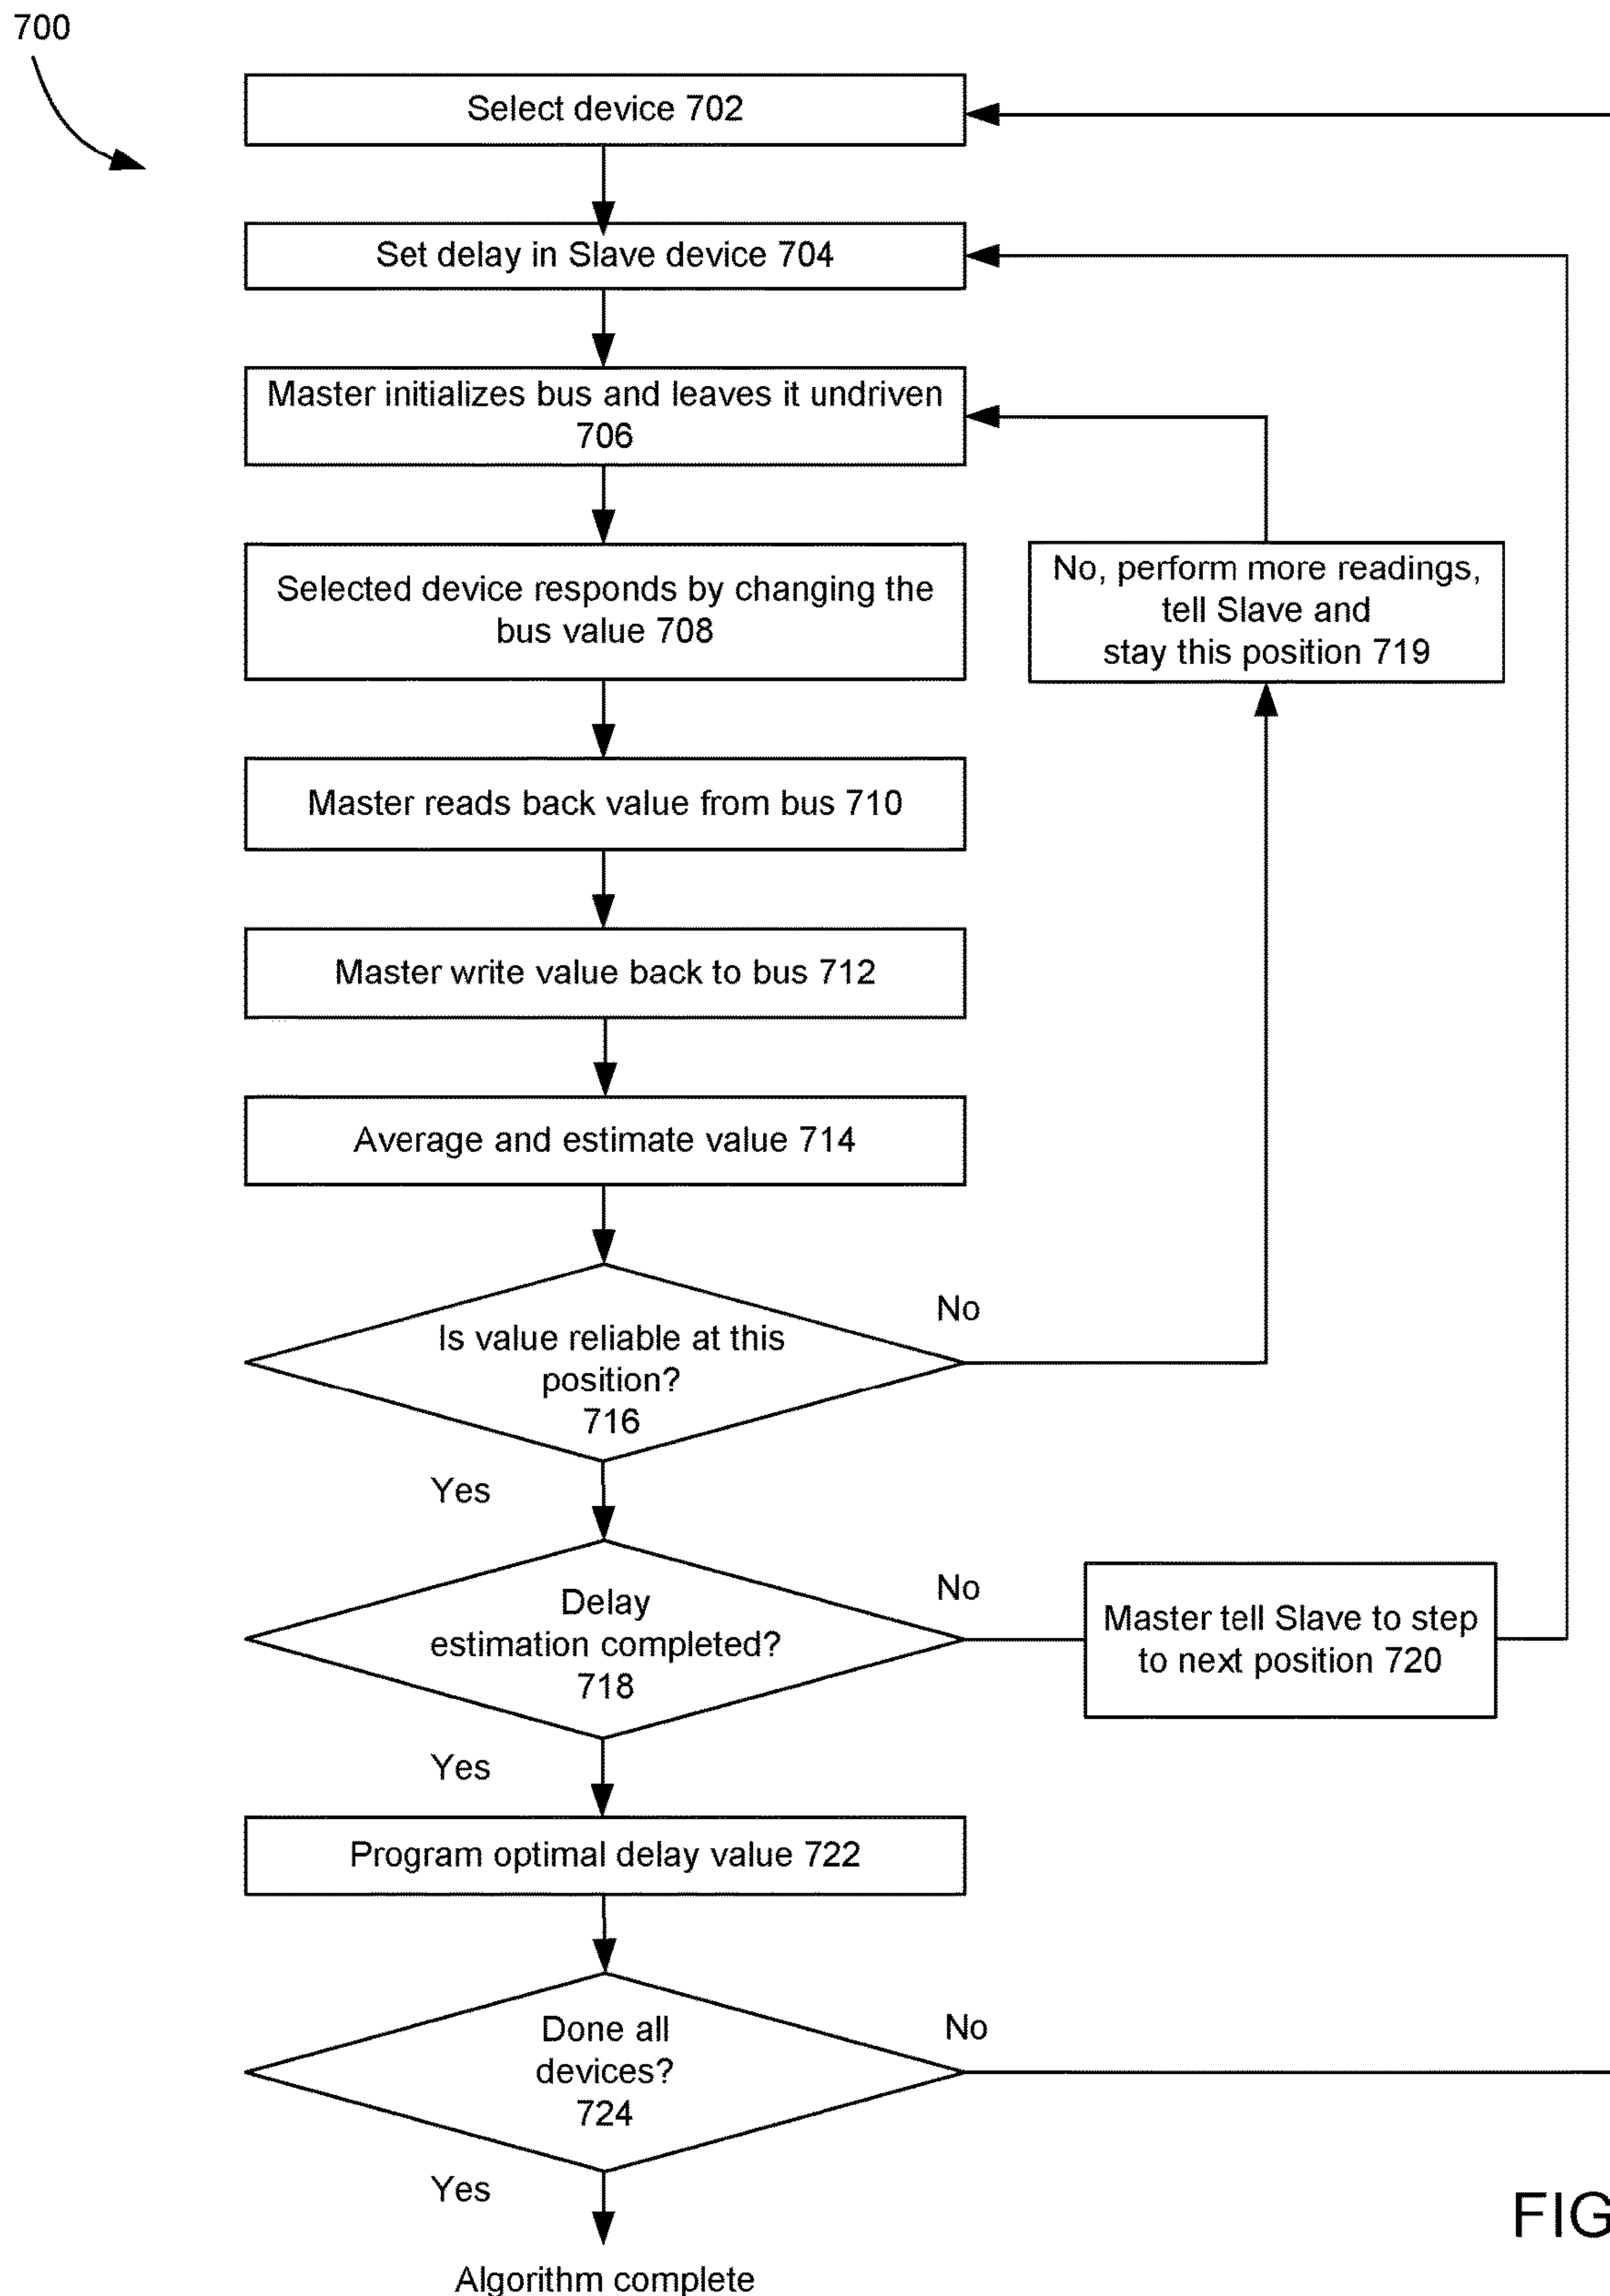 700
Select device 702
Set delay in Slave device 704
Master initializes bus and leaves it undriven
706
Selected device responds by changing the
bus value 708
No, perform more readings,
tell Slave and
stay this position 719
Master reads back value from bus 710
Master write value back to bus 712
Average and estimate value 714
Is value reliable at this
position?
716
No
Yes
Delay
estimation completed?
718
No
Master tell Slave to step
to next position 720
Yes
Program optimal delay value 722
Done all
devices?
724
No
Yes
Algorithm complete
FIG